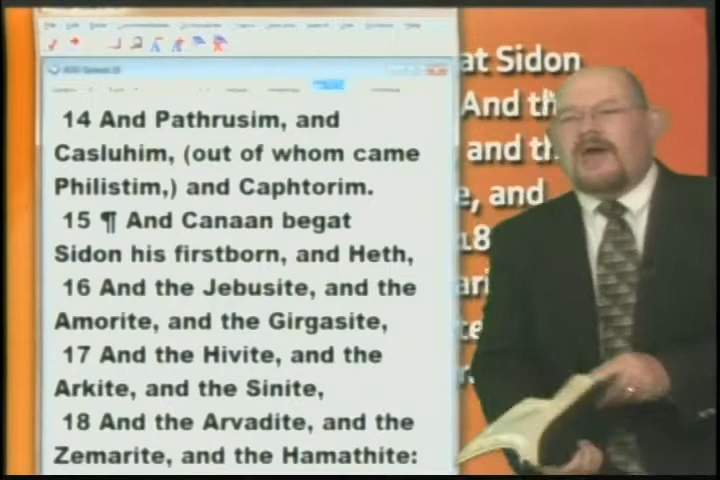 14 And Pathrusim, and
Casluhim, (out of whom came
Philistim,) and Caphtorim.
15 ¶ And Canaan begat
Sidon his firstborn, and Heth,
16 And the Jebusite, and the
Amorite, and the Girgasite,
17 And the Hivite, and the
Arkite, and the Sinite,
18 And the Arvadite, and the
Zemarite, and the Hamathite:
at Sidon
And th
and th
e, and
18